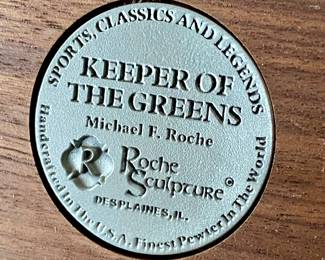 SPORTS, CLASSICS AND LEGENDS
KEEPER OF
THE GREENS
Michael F. Roche
R Roche
Sculpture ©
DESPLAINES, IL.
Handcrafted In The U.S.A. Finest Pewter In The World